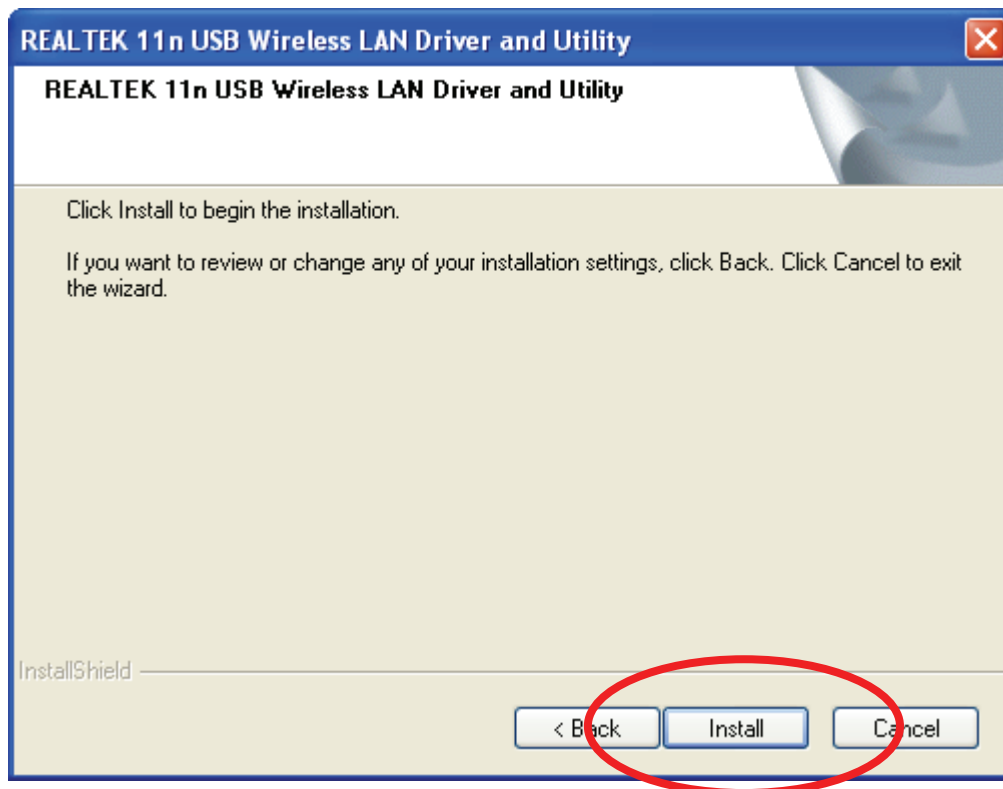 REALTEK 11n USB Wireless LAN Driver and Utility
REALTEK 11n USB Wireless LAN Driver and Utility
Click Install to begin the installation.
If you want to review or change any of your installation settings, click Back. Click Cancel to exit
the wizard.
InstallShield
< Back Install Cancel